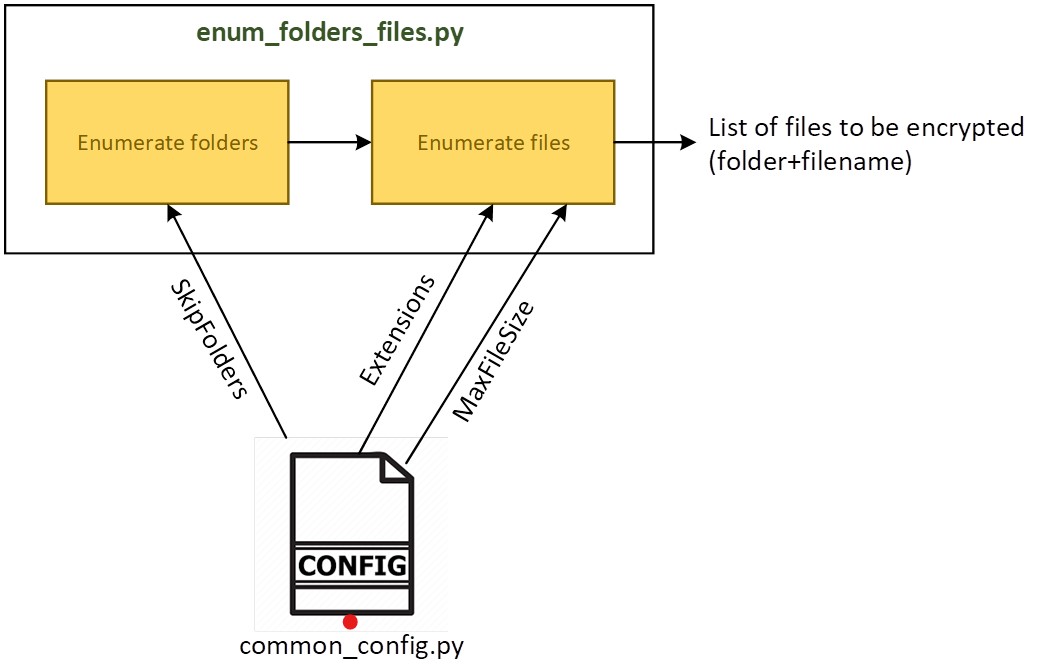 enum_folders_files.py
Enumerate folders
Enumerate files
List of files to be encrypted
(folder+filename)
SkipFolders
Extensions
MaxFileSize
CONFIG
common_config.py